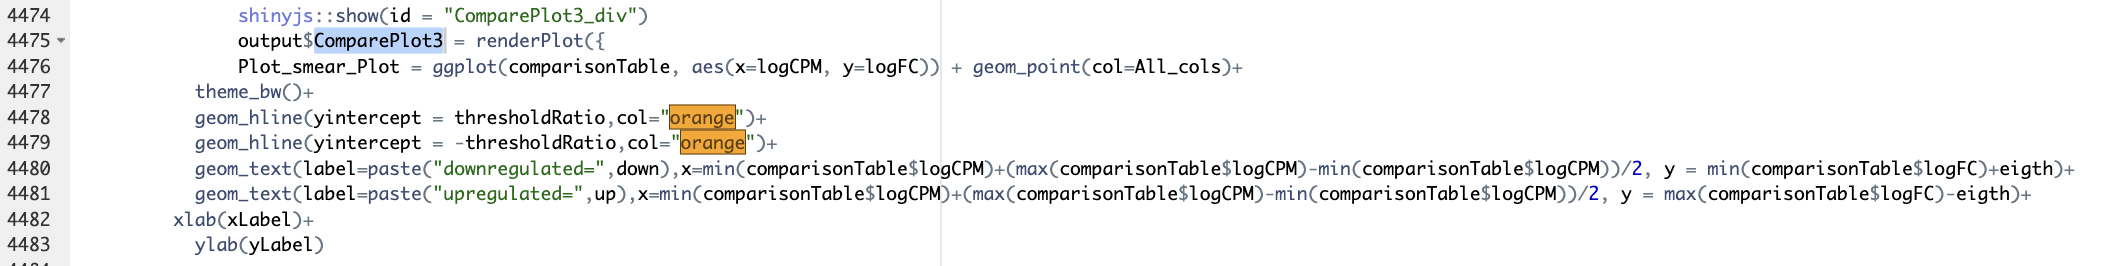 4474 shinyjs::show(id = "ComparePlot3_div")
4475 output$ComparePlot3 = renderPlot({
4476 Plot_smear_Plot = ggplot(comparisonTable, aes(x=logCPM, y=logFC)) + geom_point(col=All_cols)+
4477 theme_bw()+
4478 geom_hline(yintercept = thresholdRatio,col="orange")+
4479 geom_hline(yintercept = -thresholdRatio,col="orange")+
4480 geom_text(label=paste("downregulated=",down),x=min(comparisonTable$logCPM)+(max(comparisonTable$logCPM)-min(comparisonTable$logCPM))/2, y = min(comparisonTable$logFC)+eigth)+
4481 geom_text(label=paste("upregulated=",up),x=min(comparisonTable$logCPM)+(max(comparisonTable$logCPM)-min(comparisonTable$logCPM))/2, y = max(comparisonTable$logFC)-eigth)+
4482 xlab(xLabel)+
4483 ylab(yLabel)